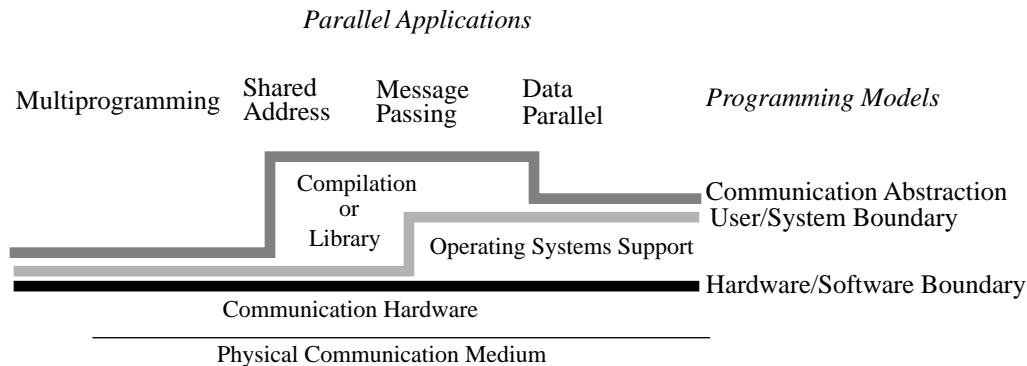 Parallel Applications
Multiprogramming
Shared
Address
Message
Passing
Data
Parallel
Programming Models
Compilation
or
Library
Communication Abstraction
User/System Boundary
Operating Systems Support
Hardware/Software Boundary
Communication Hardware
Physical Communication Medium